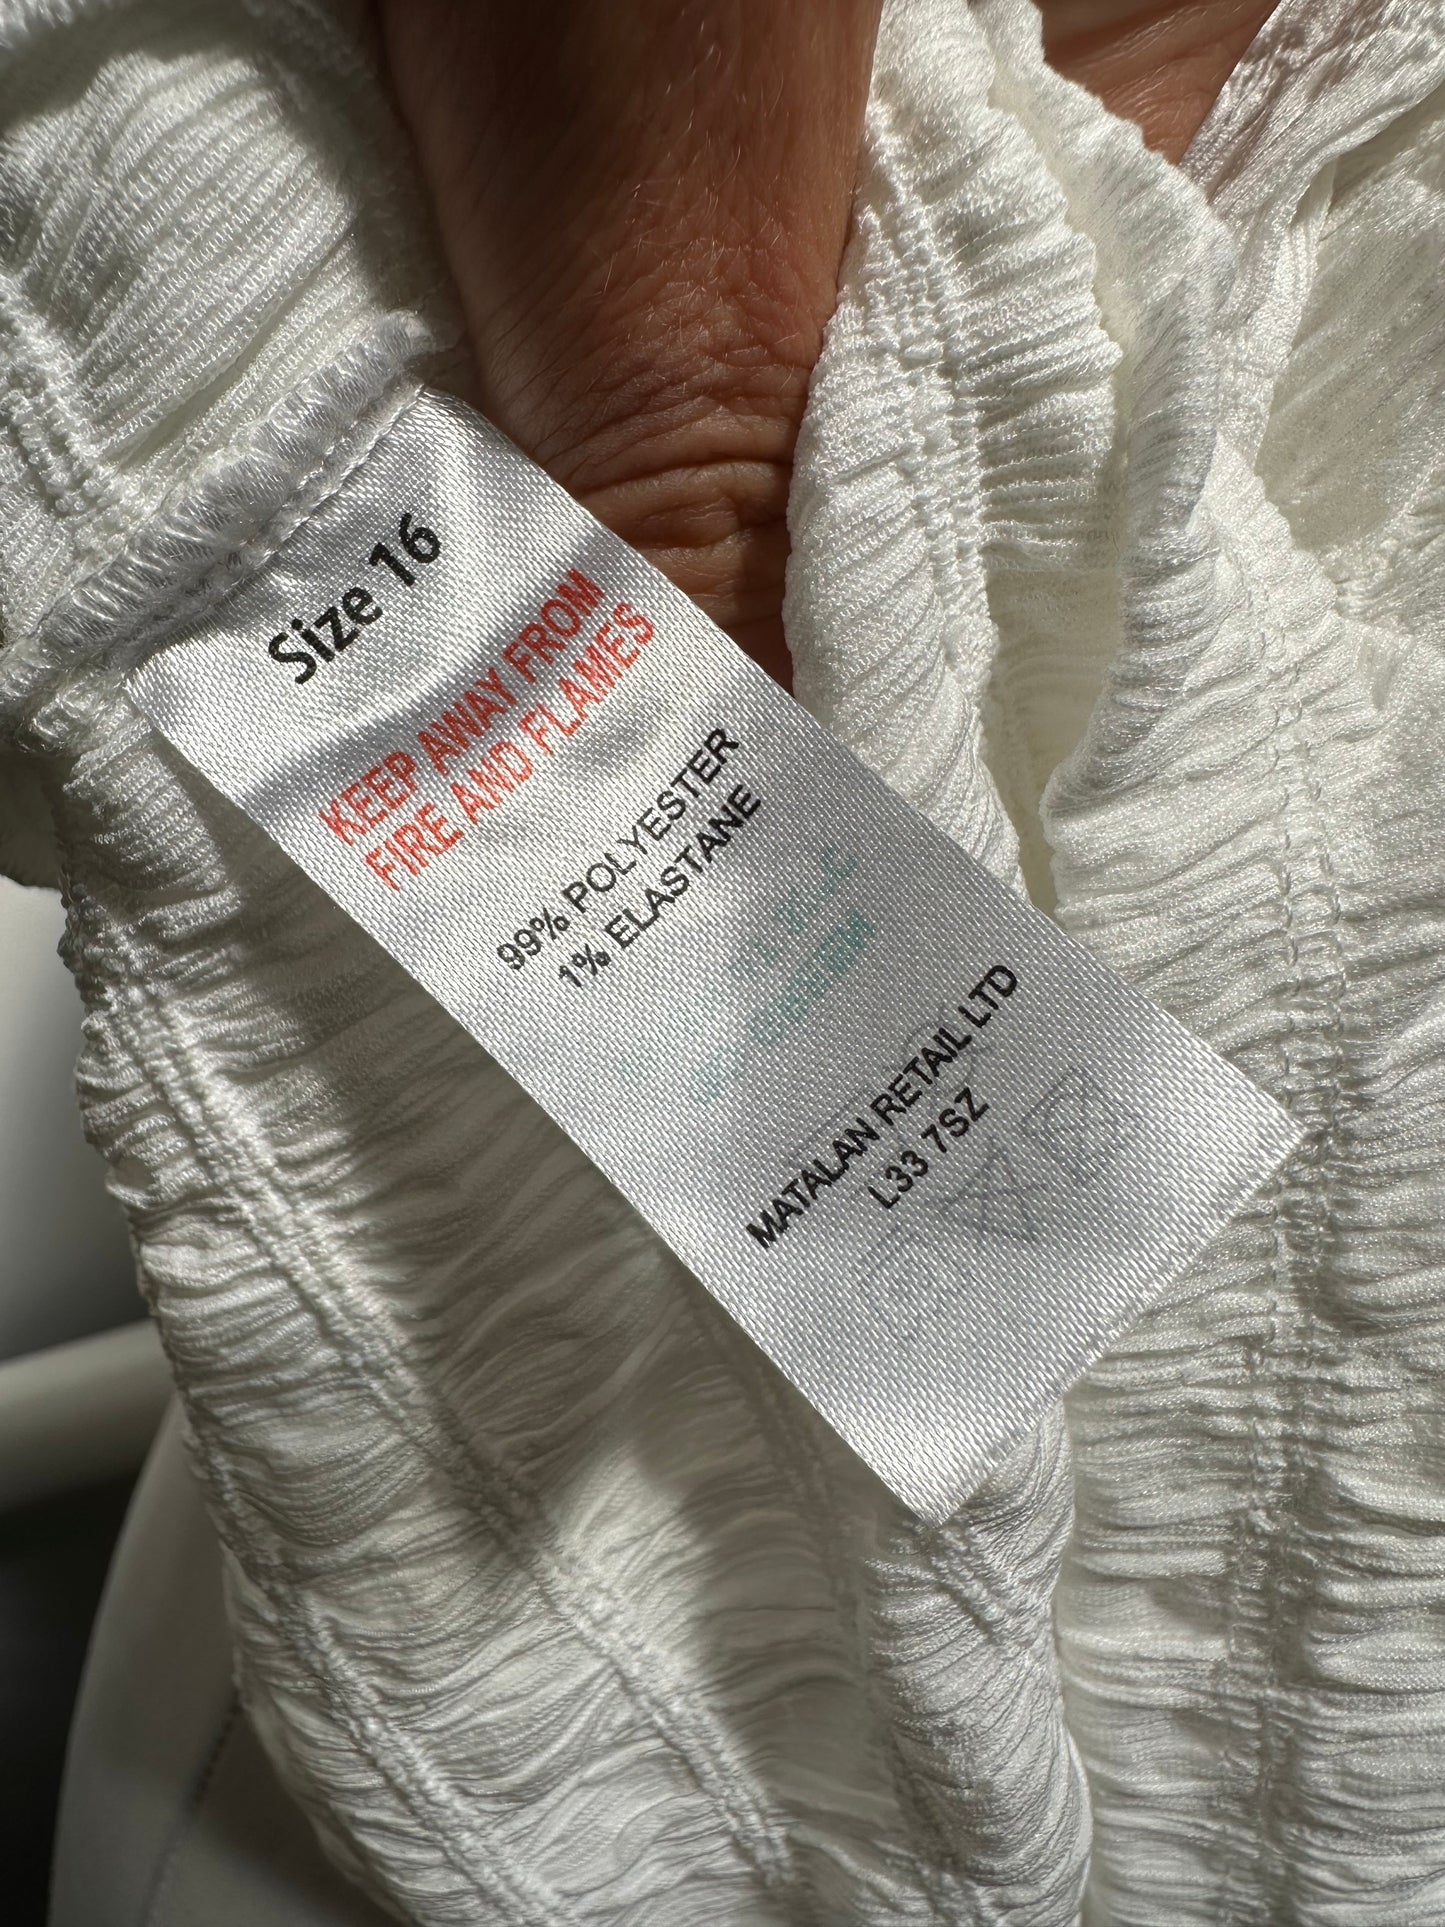 Size 16
KEEP AWAY FROM
FIRE AND FLAMES
99% POLYESTER
1% ELASTANE
MATALAN RETAIL LTD
L33 7SZ